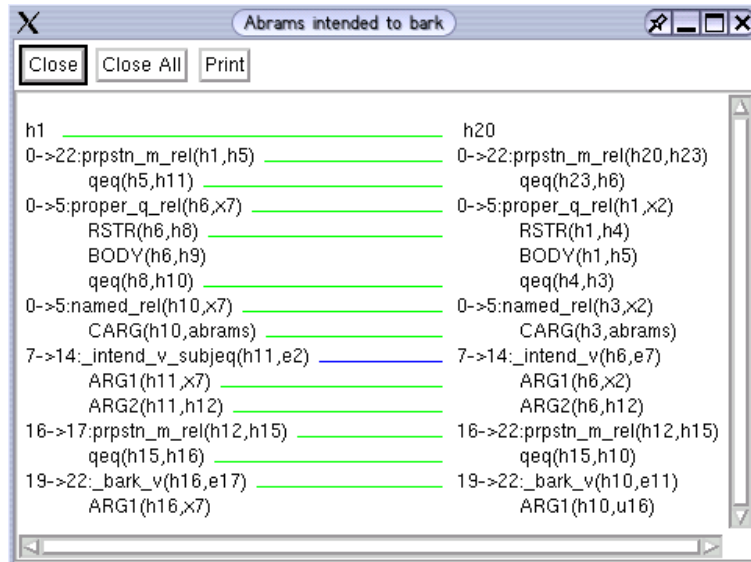 Abrams intended to bark
Close Close All Print
h1 h20
0->22:prpstn_m_rel(h1,h5) 0->22:prpstn_m_rel(h20,h23)
qeq(h5,h11) qeq(h23,h6)
0->5:proper_q_rel(h6,x7) 0->5:proper_q_rel(h1,x2)
RSTR(h6,h8) RSTR(h1,h4)
BODY(h6,h9) BODY(h1,h5)
qeq(h8,h10) qeq(h4,h3)
0->5:named_rel(h10,x7) 0->5:named_rel(h3,x2)
CARG(h10,abrams) CARG(h3,abrams)
7->14:_intend_v_subjeq(h11,e2) 7->14:_intend_v(h6,e7)
ARG1(h11,x7) ARG1(h6,x2)
ARG2(h11,h12) ARG2(h6,h12)
16->17:prpstn_m_rel(h12,h15) 16->22:prpstn_m_rel(h12,h15)
qeq(h15,h16) qeq(h15,h10)
19->22:_bark_v(h16,e17) 19->22:_bark_v(h10,e11)
ARG1(h16,x7) ARG1(h10,u16)